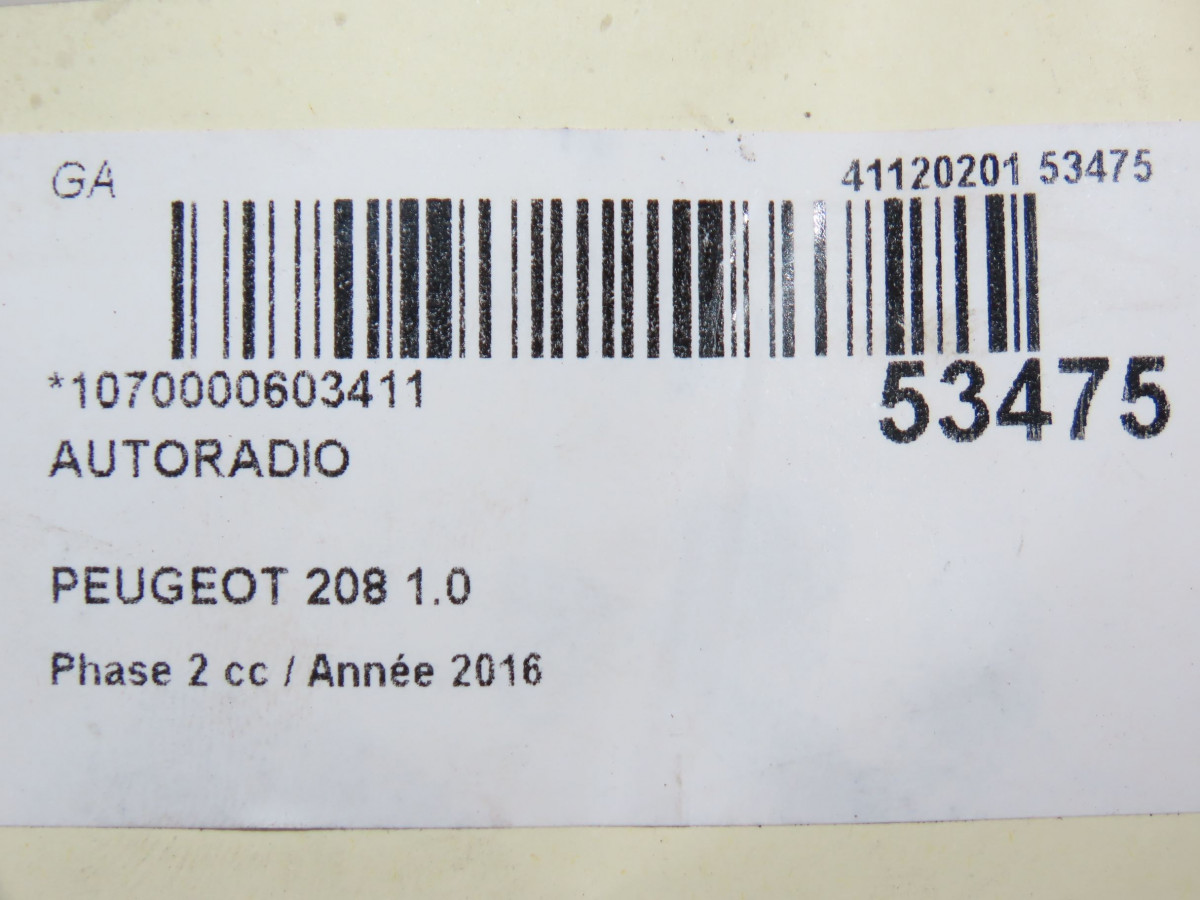 GA
41120201 53475
*1070000603411
53475
AUTORADIO
PEUGEOT 208 1.0
Phase 2 cc / Année 2016